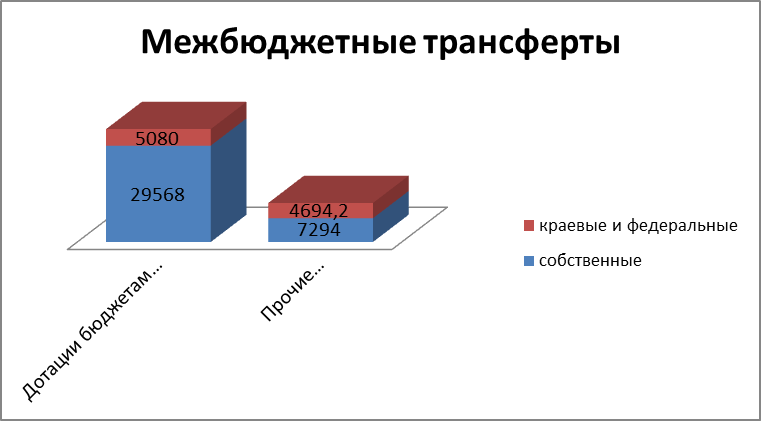 Межбюджетные трансферты
5080
29568
4694,2
7294
краевые и федеральные
собственные
Дотации бюджетам...
Прочие...